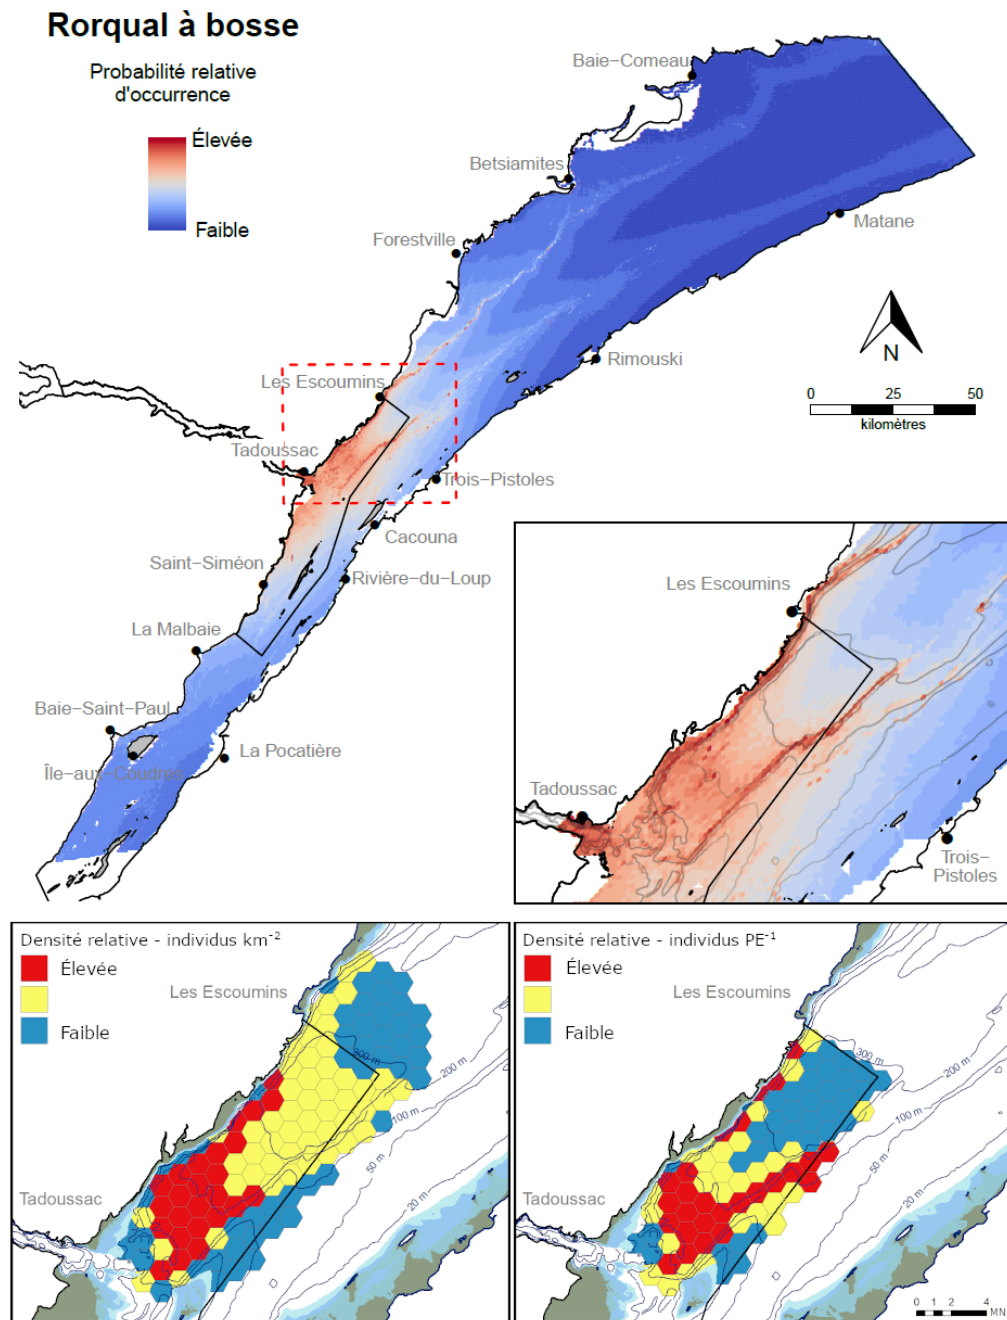 Rorqual à bosse
Probabilité relative
d'occurrence
Élevée
Faible
Baie-Comeau
Betsiamites
Forestville
Matane
N
Rimouski
0 25 50
kilomètres
Les Escoumins
Tadoussac
Trois-Pistoles
Cacouna
Saint-Siméon
Rivière-du-Loup
La Malbaie
Baie-Saint-Paul
La Pocatière
Île-aux-Coudres
Les Escoumins
Tadoussac
Trois-
Pistoles
Densité relative - individus km⁻²
Élevée
Faible
Les Escoumins
Tadoussac
300 m
200 m
100 m
50 m
20 m
Densité relative - individus PE⁻¹
Élevée
Faible
Les Escoumins
Tadoussac
300 m
200 m
100 m
50 m
20 m
0 1 2 4
MN